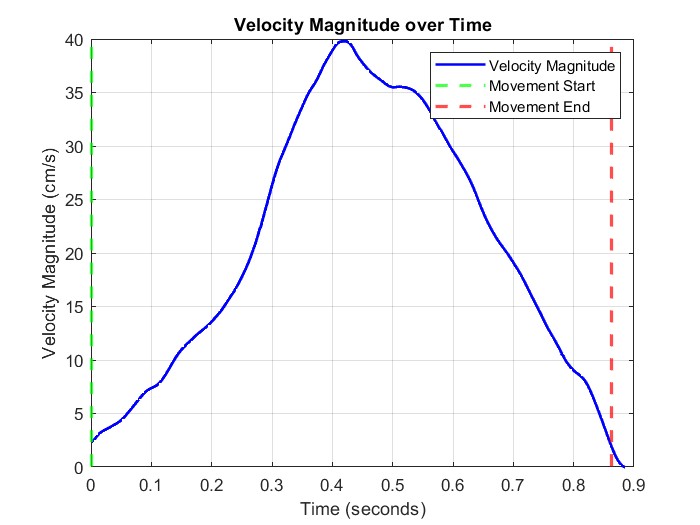 Velocity Magnitude over Time
Velocity Magnitude
Movement Start
Movement End
40
35
30
25
20
15
10
5
0
Velocity Magnitude (cm/s)
0 0.1 0.2 0.3 0.4 0.5 0.6 0.7 0.8 0.9
Time (seconds)